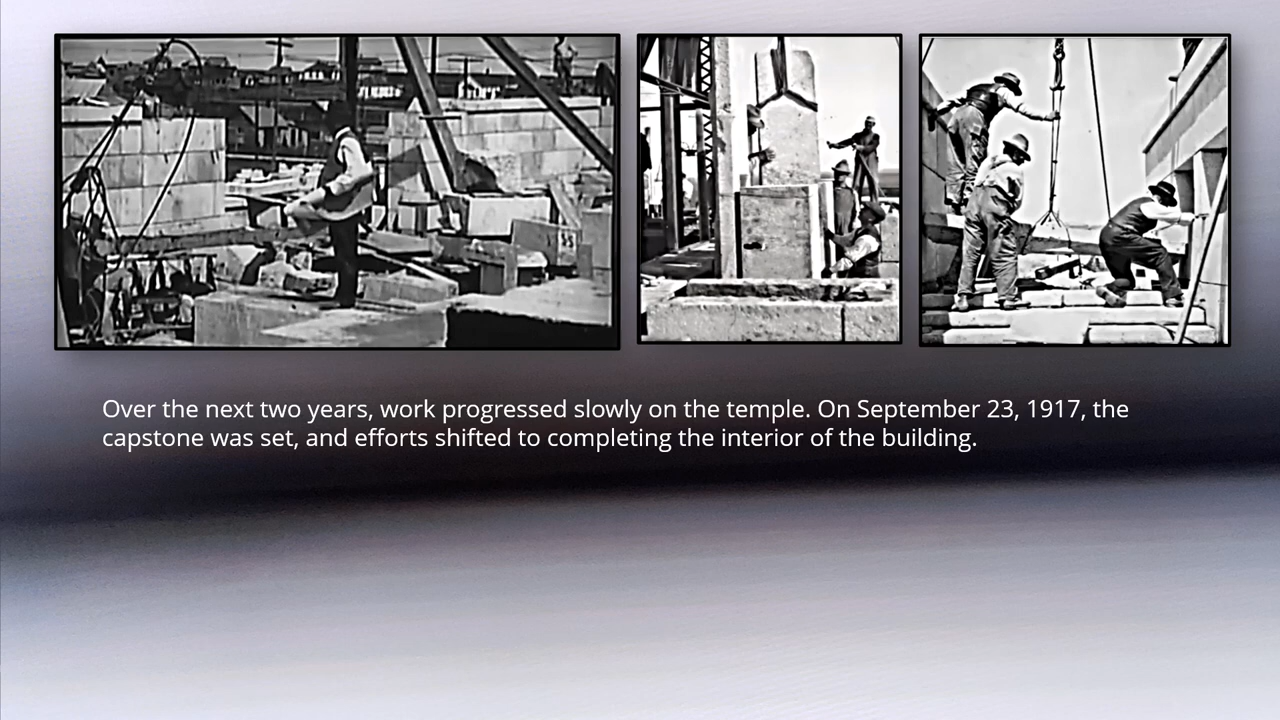 Over the next two years, work progressed slowly on the temple. On September 23, 1917, the
capstone was set, and efforts shifted to completing the interior of the building.